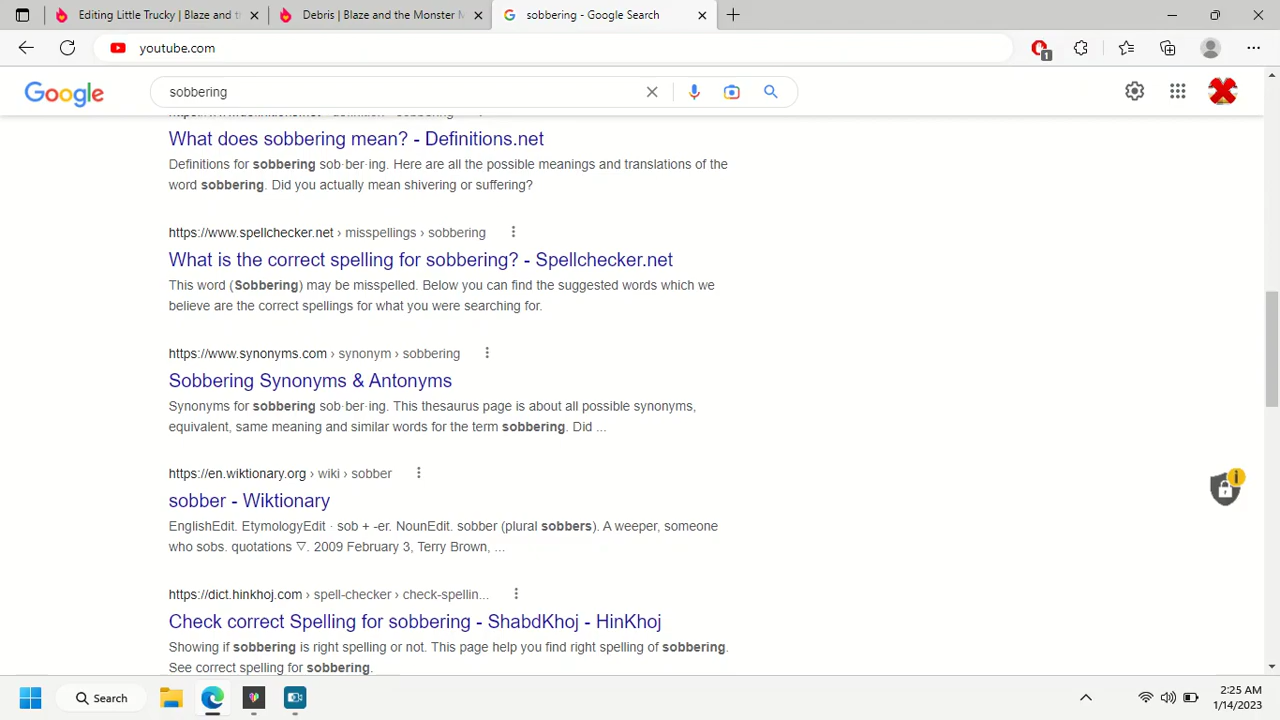 Editing Little Trucky | Blaze and t
Debris | Blaze and the Monster M
sobbering - Google Search
youtube.com
1
Google
sobbering
What does sobbering mean? - Definitions.net
Definitions for sobbering sob·ber·ing. Here are all the possible meanings and translations of the
word sobbering. Did you actually mean shivering or suffering?
https://www.spellchecker.net › misspellings › sobbering
What is the correct spelling for sobbering? - Spellchecker.net
This word (Sobbering) may be misspelled. Below you can find the suggested words which we
believe are the correct spellings for what you were searching for.
https://www.synonyms.com › synonym › sobbering
Sobbering Synonyms & Antonyms
Synonyms for sobbering sob·ber·ing. This thesaurus page is about all possible synonyms,
equivalent, same meaning and similar words for the term sobbering. Did ...
https://en.wiktionary.org › wiki › sobber
sobber - Wiktionary
EnglishEdit. EtymologyEdit · sob + -er. NounEdit. sobber (plural sobbers). A weeper, someone
who sobs. quotations ▽. 2009 February 3, Terry Brown, ...
https://dict.hinkhoj.com › spell-checker › check-spellin...
Check correct Spelling for sobbering - ShabdKhoj - HinKhoj
Showing if sobbering is right spelling or not. This page help you find right spelling of sobbering.
See correct spelling for sobbering.
Search
2:25 AM
1/14/2023